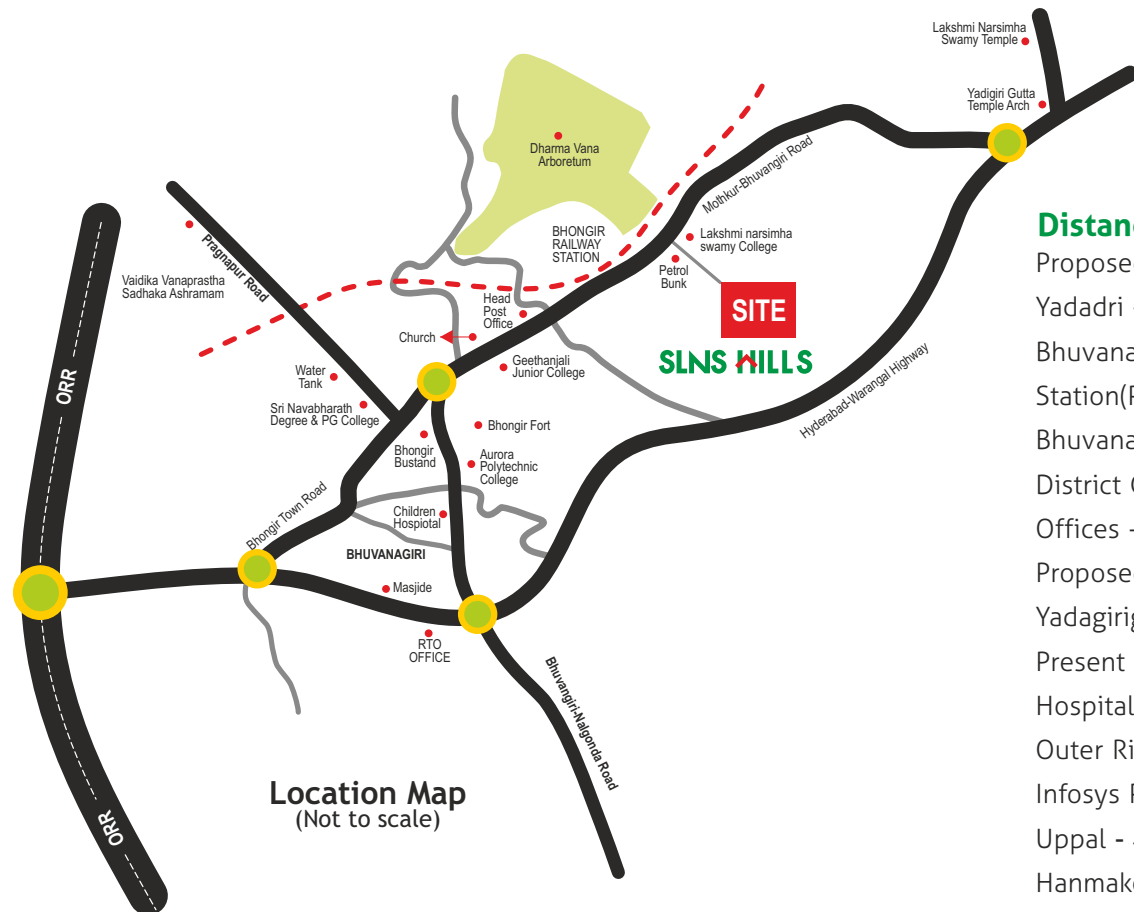 Lakshmi Narsimha
Swamy Temple
Yadigiri Gutta
Temple Arch
Dharma Vana
Arboretum
Mothkur-Bhuvangiri Road
BHONGIR
RAILWAY
STATION
Lakshmi narsimha
swamy College
Petrol
Bunk
SITE
SLNS HILLS
Pragnapur Road
Vaidika Vanaprastha
Sadhaka Ashramam
Head
Post
Office
Church
Geethanjali
Junior College
Water
Tank
Sri Navabharath
Degree & PG College
Bhongir
Bustand
Bhongir Fort
Aurora
Polytechnic
College
Hyderabad-Warangal Highway
ORR
Bhongir Town Road
Children
Hospiotal
BHUVANAGIRI
Masjide
RTO
OFFICE
Bhuvangiri-Nalgonda Road
ORR
Location Map
(Not to scale)
Distan
Propose
Yadadri
Bhuvana
Station(
Bhuvana
District
Offices -
Propose
Yadagirig
Present
Hospital
Outer Ri
Infosys
Uppal -
Hanmak